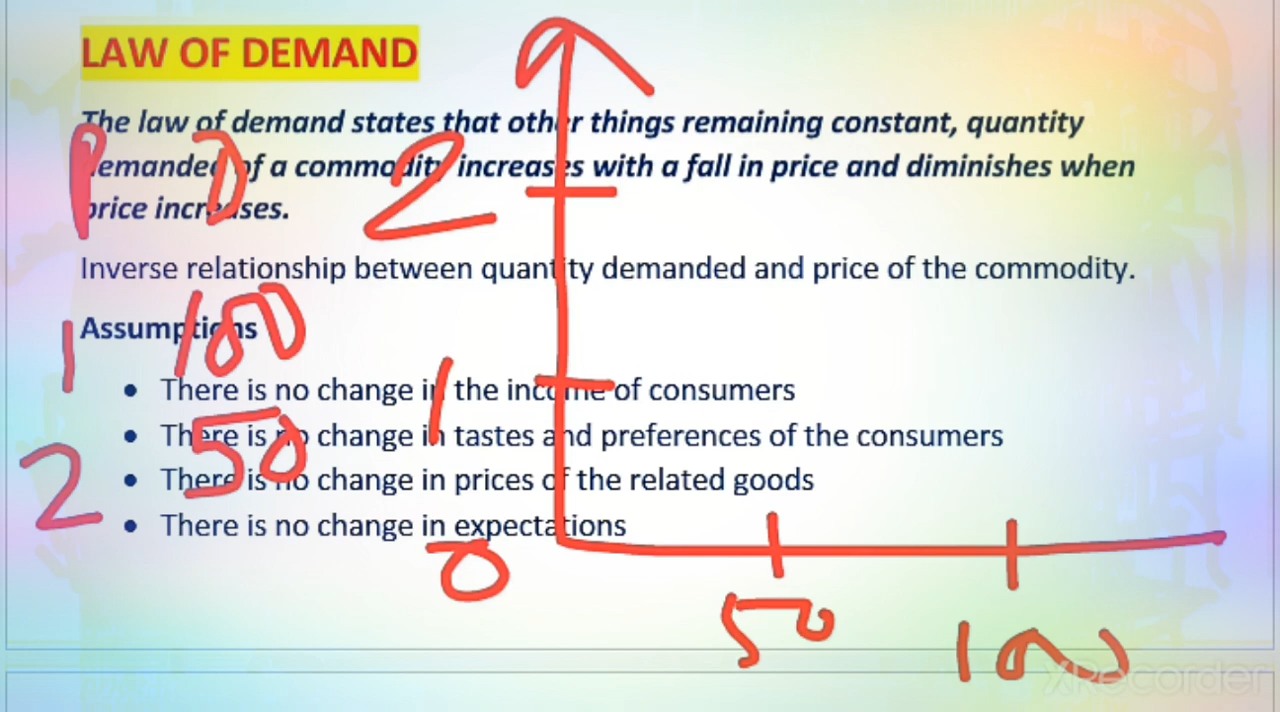 LAW OF DEMAND
The law of demand states that other things remaining constant, quantity
demanded of a commodity increases with a fall in price and diminishes when
price increases.
P D 2
Inverse relationship between quantity demanded and price of the commodity.
Assumptions
1 100
There is no change in the income of consumers
1
There is no change in tastes and preferences of the consumers
2 50
There is no change in prices of the related goods
There is no change in expectations
0
50 100
XRecorder